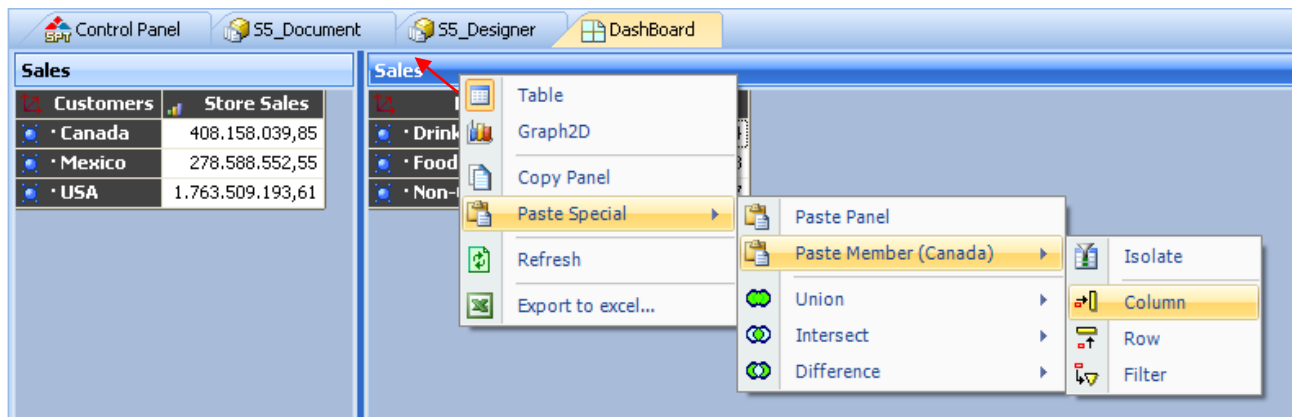 Control Panel S5_Document S5_Designer DashBoard
Sales
Customers Store Sales
Canada 408.158.039,85
Mexico 278.588.552,55
USA 1.763.509.193,61
Sales
Drink
Food
Table
Graph2D
Copy Panel
Paste Special
Refresh
Export to excel...
Paste Panel
Paste Member (Canada)
Union
Intersect
Difference
Isolate
Column
Row
Filter